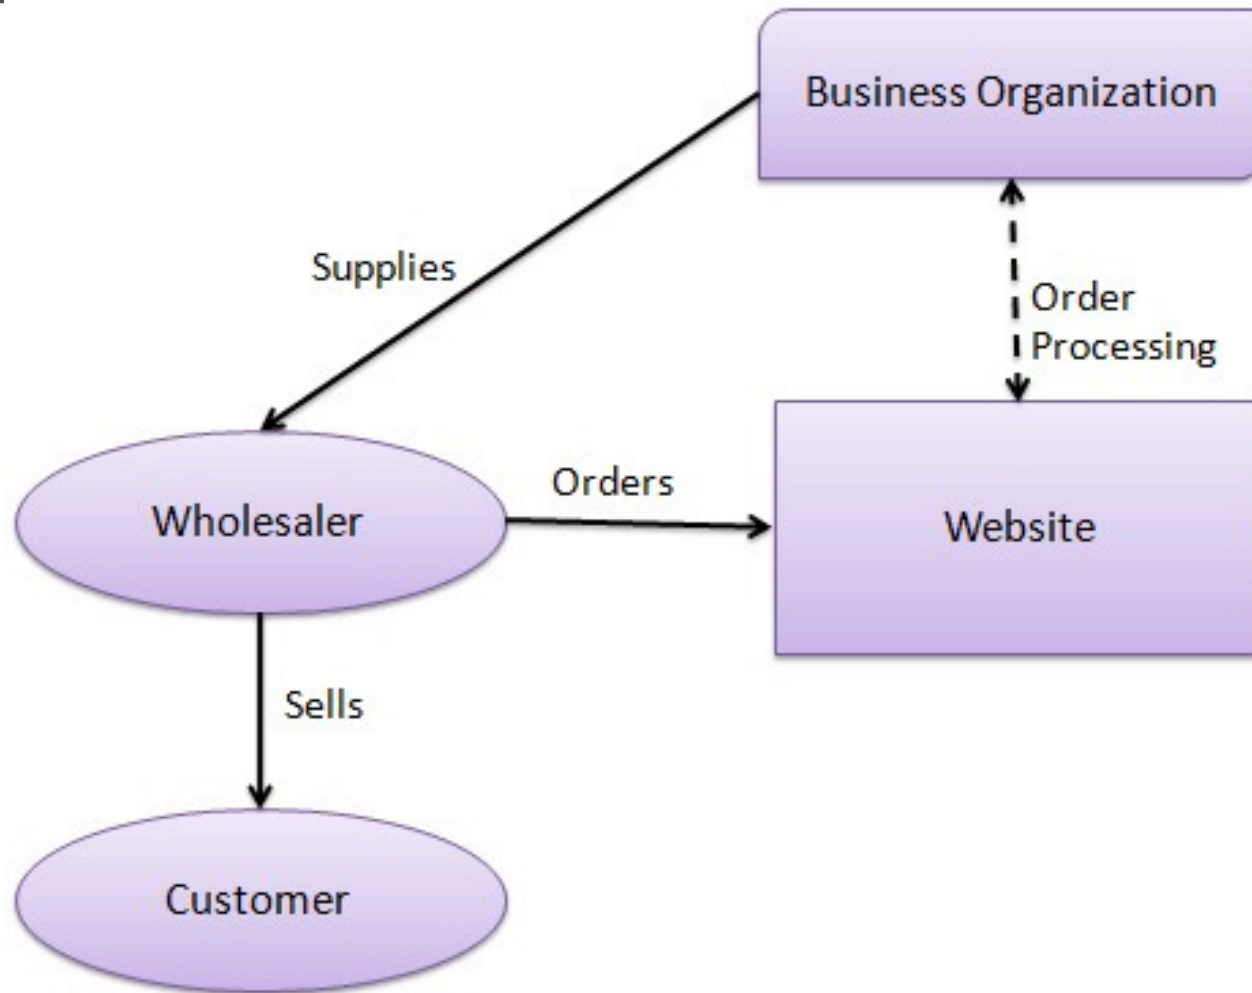 Business Organization
Supplies
Order
Processing
Wholesaler
Orders
Website
Sells
Customer